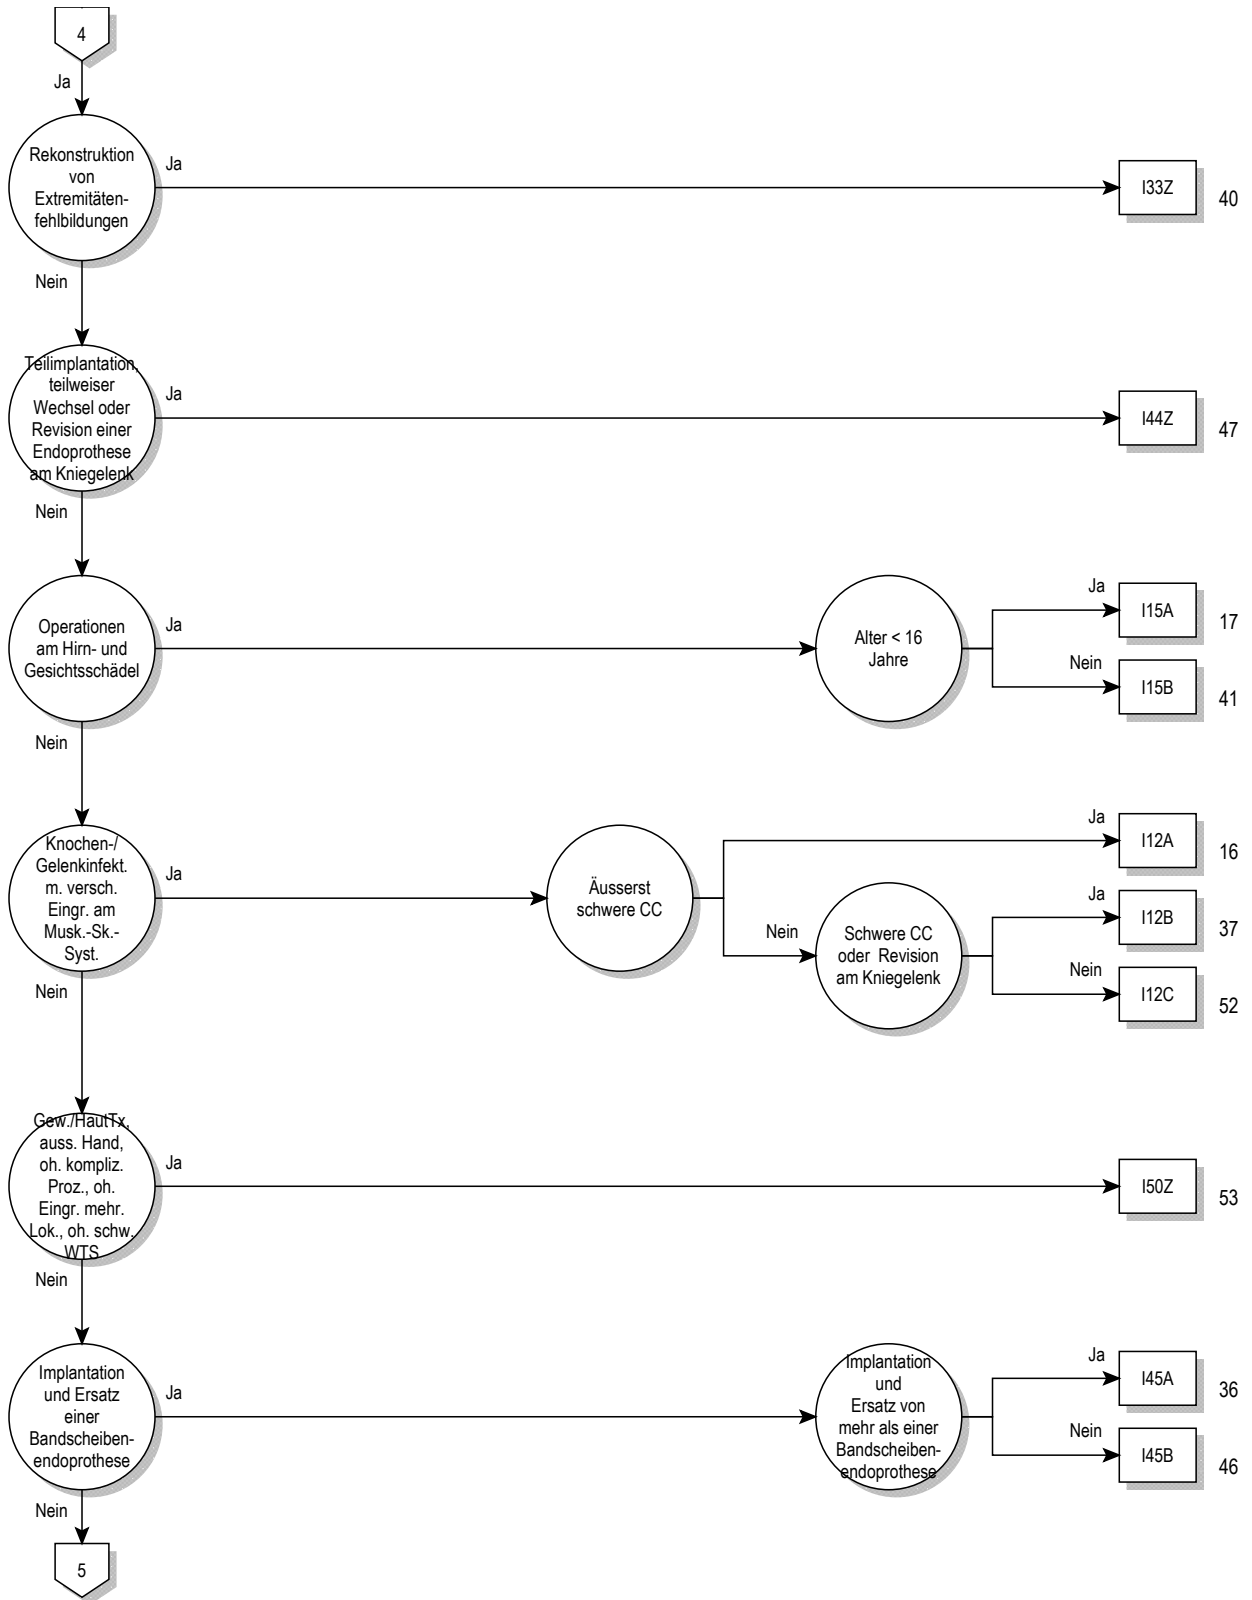 4
Ja
Rekonstruktion
von
Extremitäten-
fehlbildungen
Ja
I33Z
40
Nein
Teilimplantation,
teilweiser
Wechsel oder
Revision einer
Endoprothese
am Kniegelenk
Ja
I44Z
47
Nein
Operationen
am Hirn- und
Gesichtsschädel
Ja
Alter < 16
Jahre
Ja
I15A
17
Nein
I15B
41
Nein
Knochen-/
Gelenkinfekt.
m. versch.
Eingr. am
Musk.-Sk.-
Syst.
Ja
Äusserst
schwere CC
Ja
I12A
16
Nein
Schwere CC
oder Revision
am Kniegelenk
Ja
I12B
37
Nein
I12C
52
Nein
Gew./HautTx,
auss. Hand,
oh. kompliz.
Proz., oh.
Eingr. mehr.
Lok., oh. schw.
WTS
Ja
I50Z
53
Nein
Implantation
und Ersatz
einer
Bandscheiben-
endoprothese
Ja
Implantation
und
Ersatz von
mehr als einer
Bandscheiben-
endoprothese
Ja
I45A
36
Nein
I45B
46
Nein
5